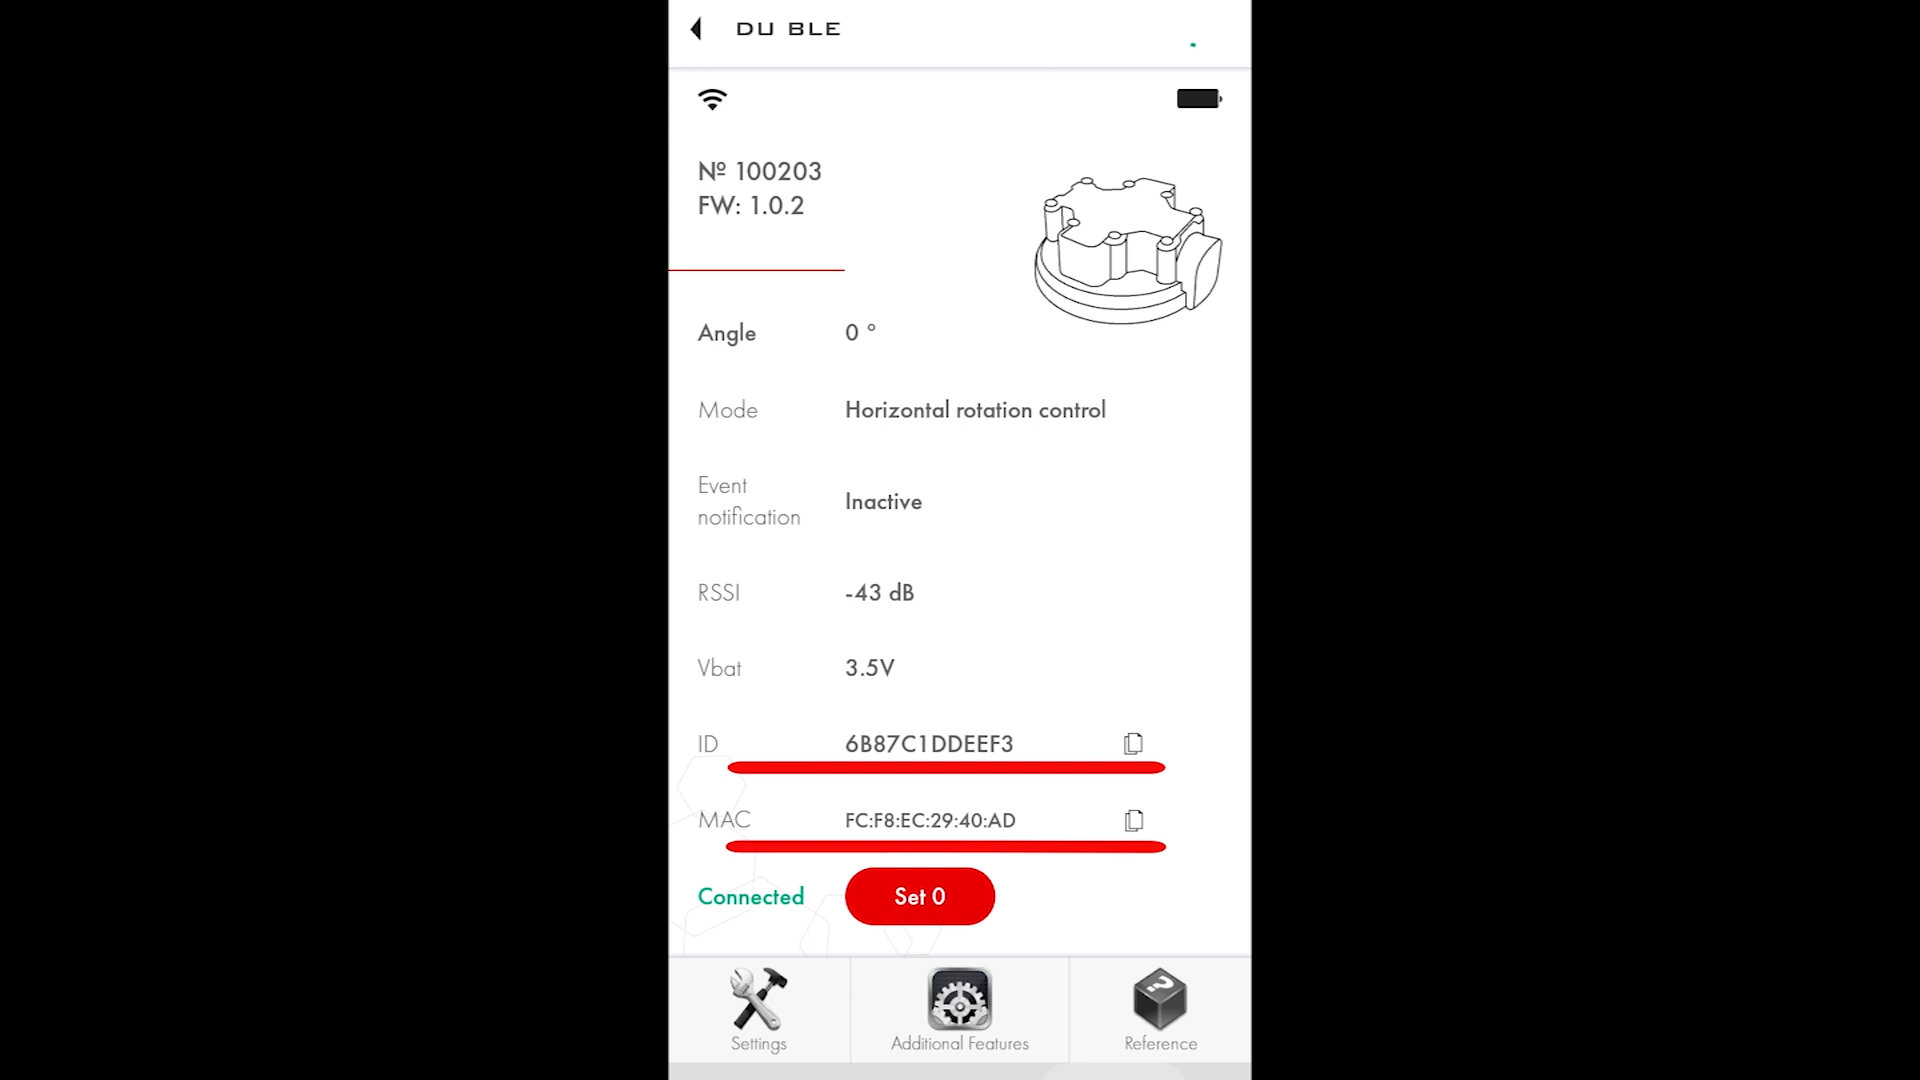 DU BLE
№ 100203
FW: 1.0.2
Angle 0 °
Mode Horizontal rotation control
Event
notification Inactive
RSSI -43 dB
Vbat 3.5V
ID 6B87C1DDEEF3
MAC FC:F8:EC:29:40:AD
Connected Set 0
Settings Additional Features Reference